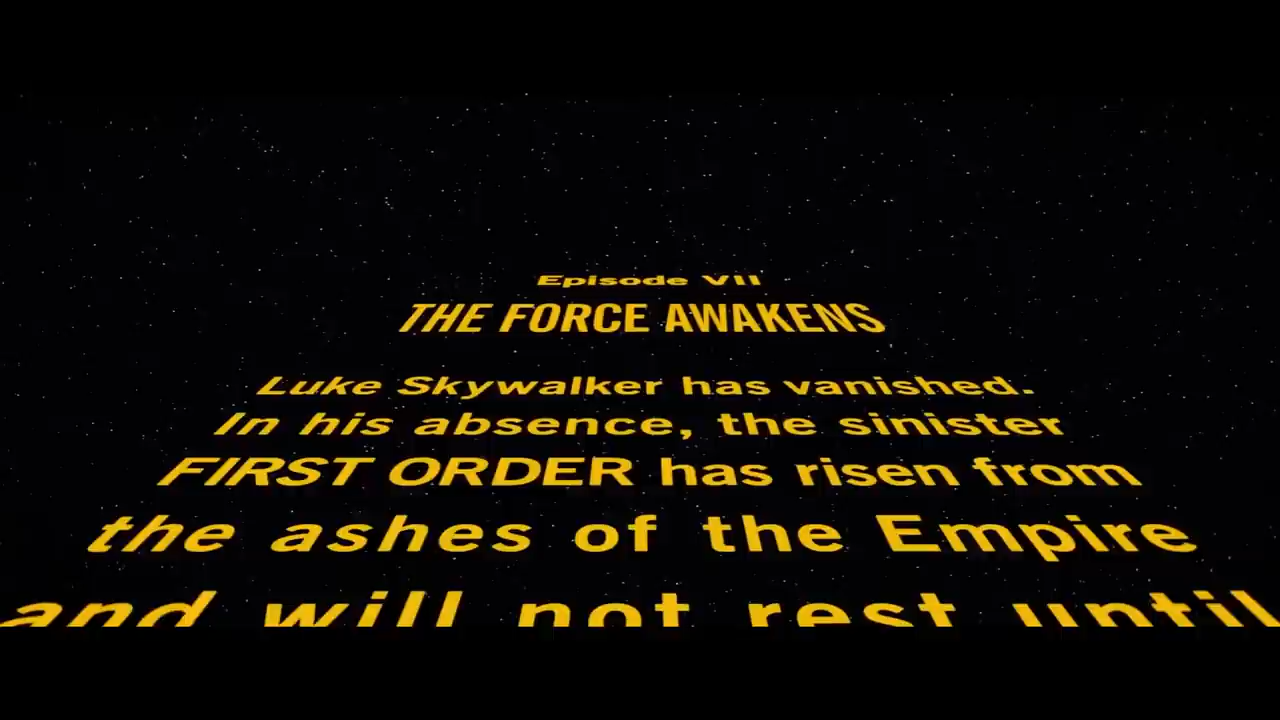 Episode VII
THE FORCE AWAKENS
Luke Skywalker has vanished.
In his absence, the sinister
FIRST ORDER has risen from
the ashes of the Empire
and will not rest until